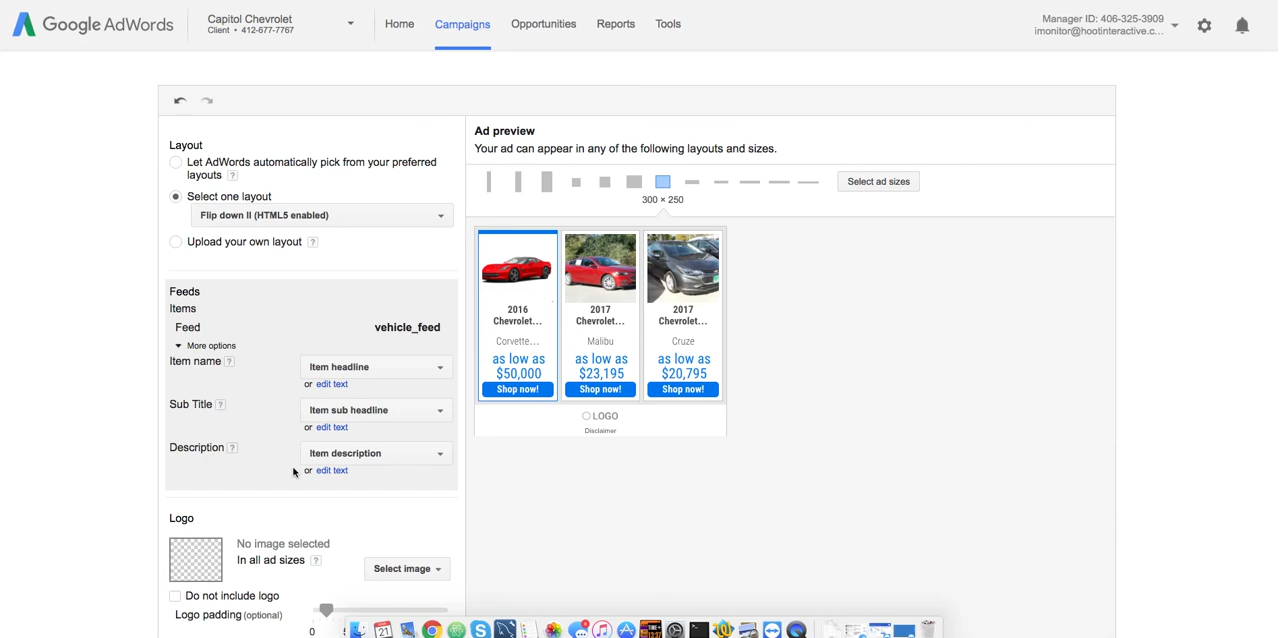 Google AdWords
Capitol Chevrolet
Client • 412-677-7767
Home
Campaigns
Opportunities
Reports
Tools
Manager ID: 406-325-3909
imonitor@hootinteractive.c...
Layout
Let AdWords automatically pick from your preferred
layouts ?
Select one layout
Flip down II (HTML5 enabled)
Upload your own layout ?
Feeds
Items
Feed vehicle_feed
More options
Item name ? Item headline
or edit text
Sub Title ? Item sub headline
or edit text
Description ? Item description
or edit text
Logo
No image selected
In all ad sizes ?
Select image
Do not include logo
Logo padding (optional)
0
Ad preview
Your ad can appear in any of the following layouts and sizes.
Select ad sizes
300 × 250
2016
Chevrolet...
Corvette...
as low as
$50,000
Shop now!
2017
Chevrolet...
Malibu
as low as
$23,195
Shop now!
2017
Chevrolet...
Cruze
as low as
$20,795
Shop now!
LOGO
Disclaimer
21